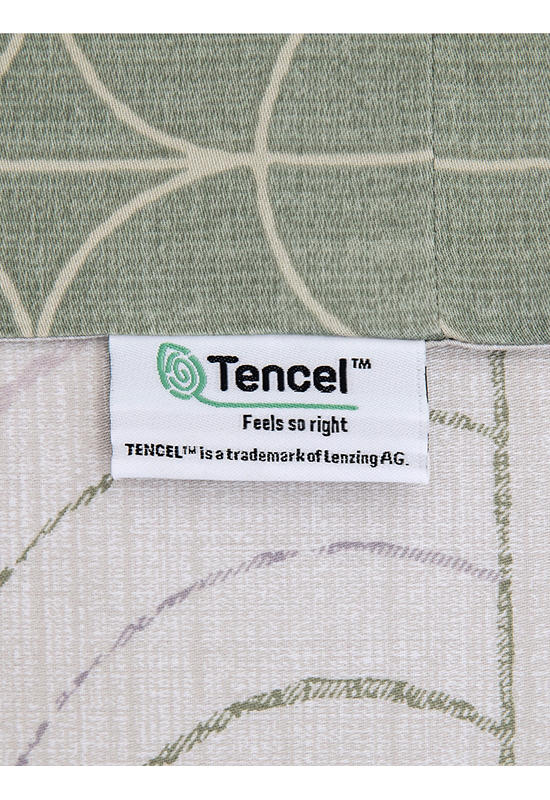 Tencel™
Feels so right
TENCEL™ is a trademark of Lenzing AG.